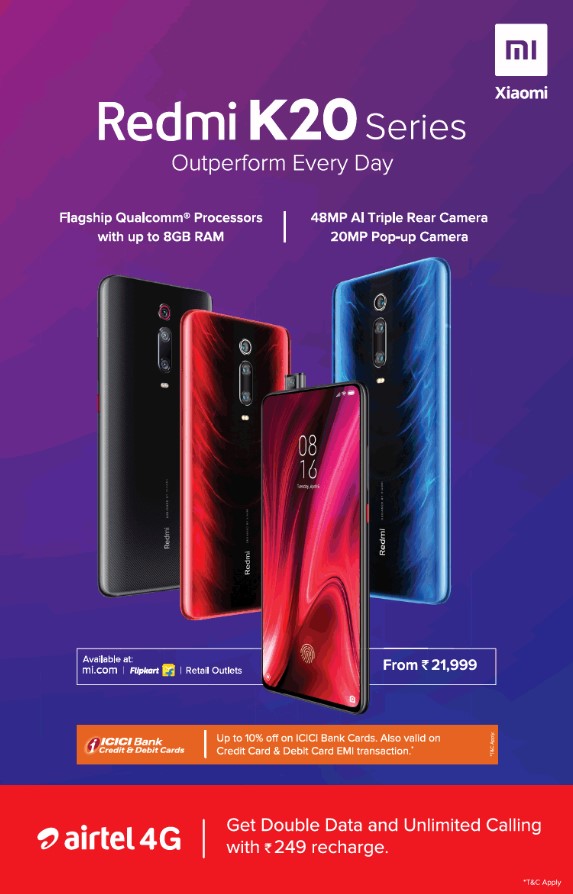 mi
Xiaomi
Redmi K20 Series
Outperform Every Day
Flagship Qualcomm® Processors
with up to 8GB RAM
48MP AI Triple Rear Camera
20MP Pop-up Camera
08
16
Redmi
Redmi
Redmi
Available at:
mi.com | Flipkart | Retail Outlets
From ₹ 21,999
ICICI Bank
Credit & Debit Cards
Up to 10% off on ICICI Bank Cards. Also valid on
Credit Card & Debit Card EMI transaction.*
*T&C Apply
airtel 4G
Get Double Data and Unlimited Calling
with ₹ 249 recharge.
*T&C Apply